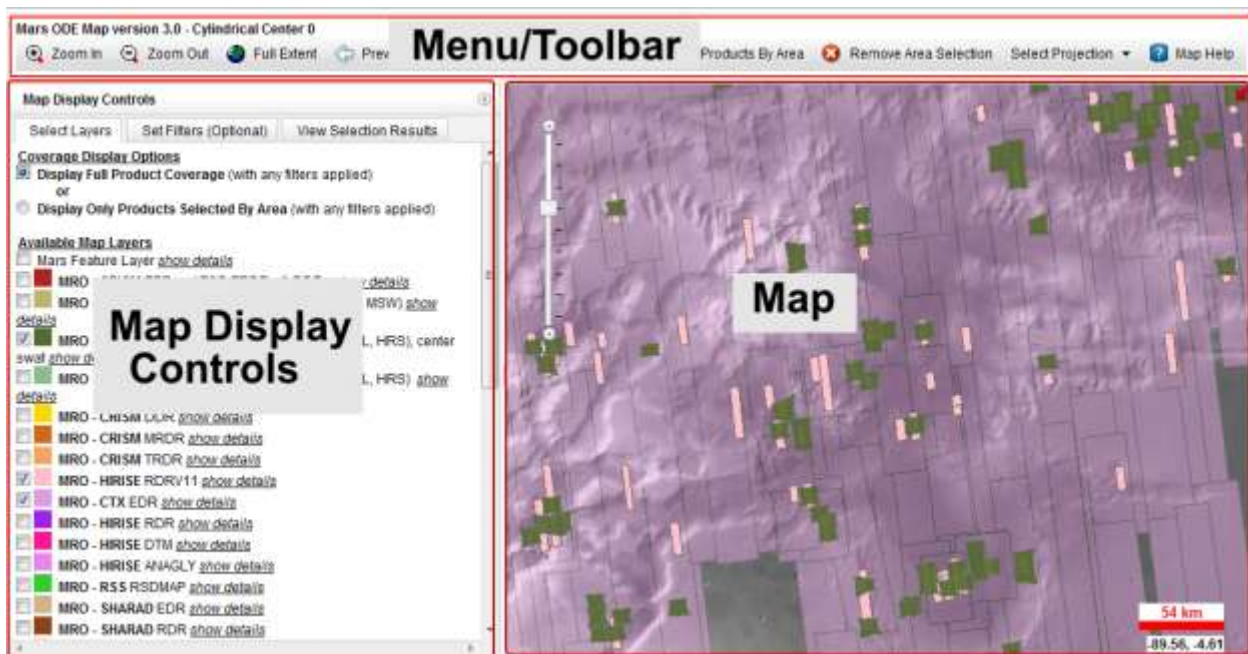 Mars ODE Map version 3.0 - Cylindrical Center 0
Zoom In Zoom Out Full Extent Prev Menu/Toolbar Products By Area Remove Area Selection Select Projection Map Help
Map Display Controls
Select Layers Set Filters (Optional) View Selection Results
Coverage Display Options
Display Full Product Coverage (with any filters applied)
or
Display Only Products Selected By Area (with any filters applied)
Available Map Layers
Mars Feature Layer show details
MRO details
MRO MSW) show
details
MRO L, HRS), center
swat show
MRO L, HRS) show
details
Map Display
Controls
MRO - CRISM DDR show details
MRO - CRISM MRDR show details
MRO - CRISM TRDR show details
MRO - HIRISE RDRV11 show details
MRO - CTX EDR show details
MRO - HIRISE RDR show details
MRO - HIRISE DTM show details
MRO - HIRISE ANAGLY show details
MRO - RSS RSDMAP show details
MRO - SHARAD EDR show details
MRO - SHARAD RDR show details
Map
54 km
-89.56, -4.61